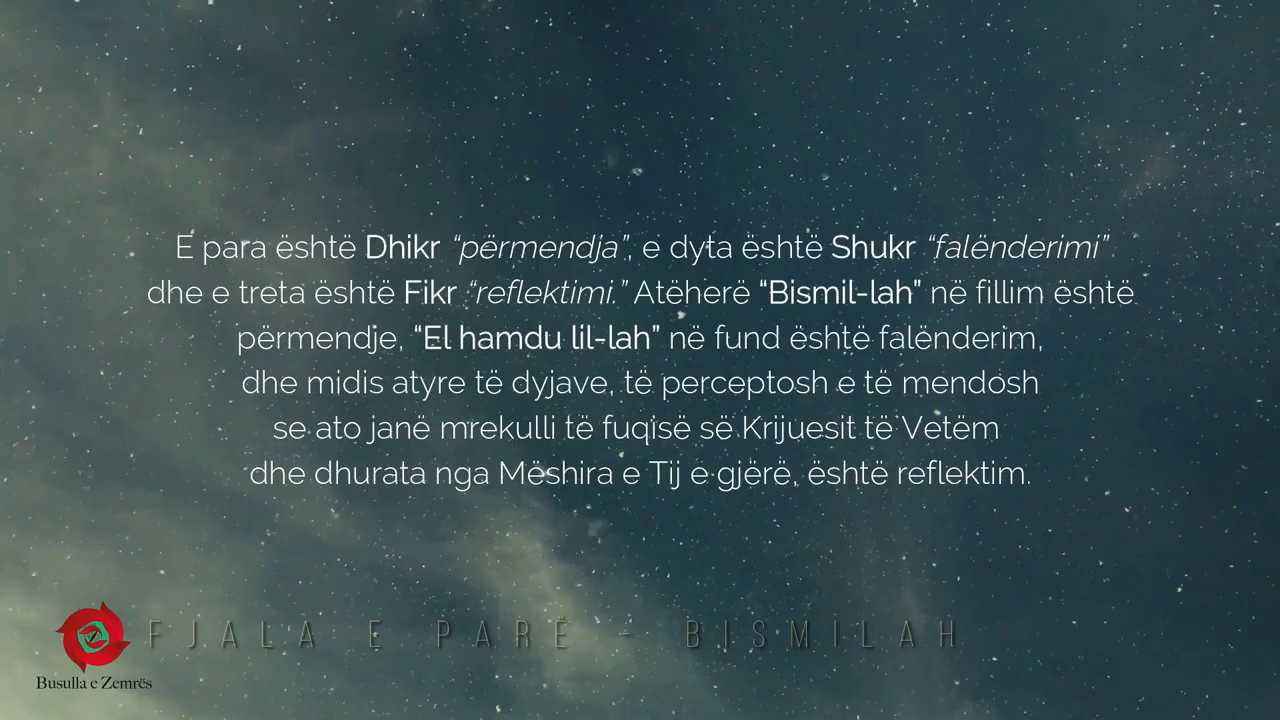 E para është Dhikr “përmendja”, e dyta është Shukr “falënderimi”
dhe e treta është Fikr “reflektimi.” Atëherë “Bismil-lah” në fillim është
përmendje, “El hamdu lil-lah” në fund është falënderim,
dhe midis atyre të dyjave, të perceptosh e të mendosh
se ato janë mrekulli të fuqisë së Krijuesit të Vetëm
dhe dhurata nga Mëshira e Tij e gjërë, është reflektim.
FJALA E PARË - BISMILAH
Busulla e Zemrës